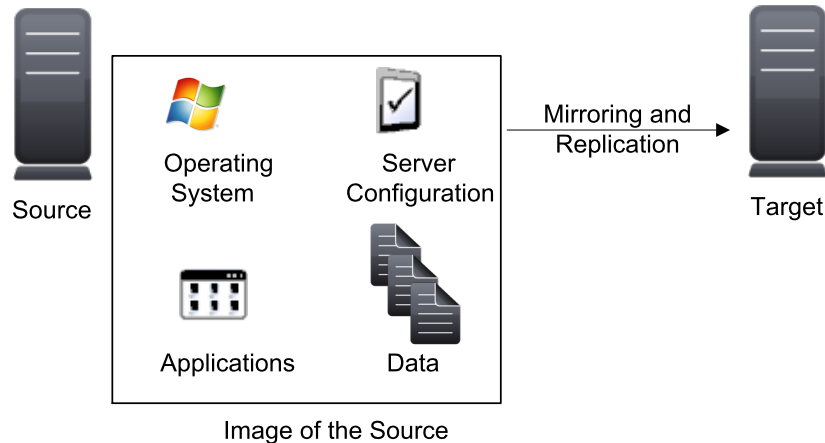 Source
Operating
System
Server
Configuration
Applications
Data
Image of the Source
Mirroring and
Replication
Target